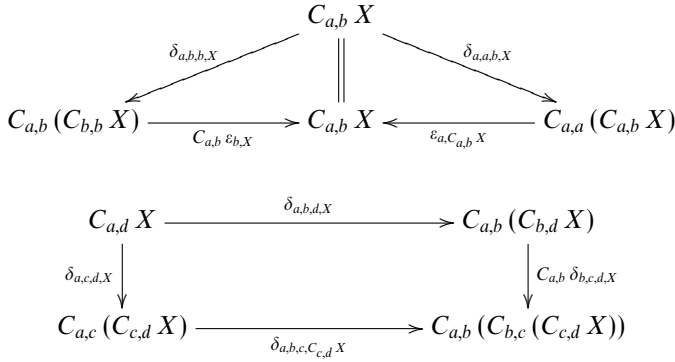 C_{a,b} X
δ_{a,b,b,X} δ_{a,a,b,X}
C_{a,b} (C_{b,b} X) C_{a,b} X C_{a,a} (C_{a,b} X)
C_{a,b} ε_{b,X} ε_{a,C_{a,b} X}
δ_{a,b,d,X}
C_{a,d} X C_{a,b} (C_{b,d} X)
δ_{a,c,d,X} C_{a,b} δ_{b,c,d,X}
C_{a,c} (C_{c,d} X) C_{a,b} (C_{b,c} (C_{c,d} X))
δ_{a,b,c,C_{c,d} X}